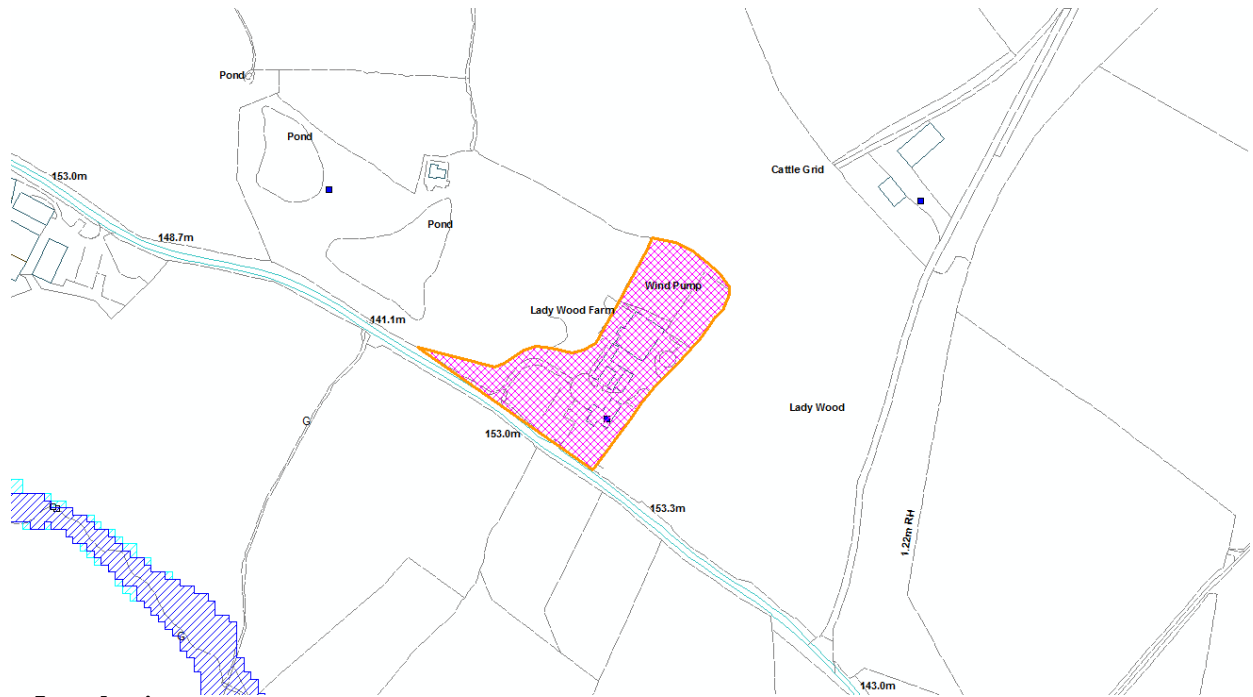 Pond
Pond
153.0m
Cattle Grid
Pond
148.7m
Wind Pump
Lady Wood Farm
141.1m
Lady Wood
G
153.0m
153.3m
1.22m RH
G
143.0m